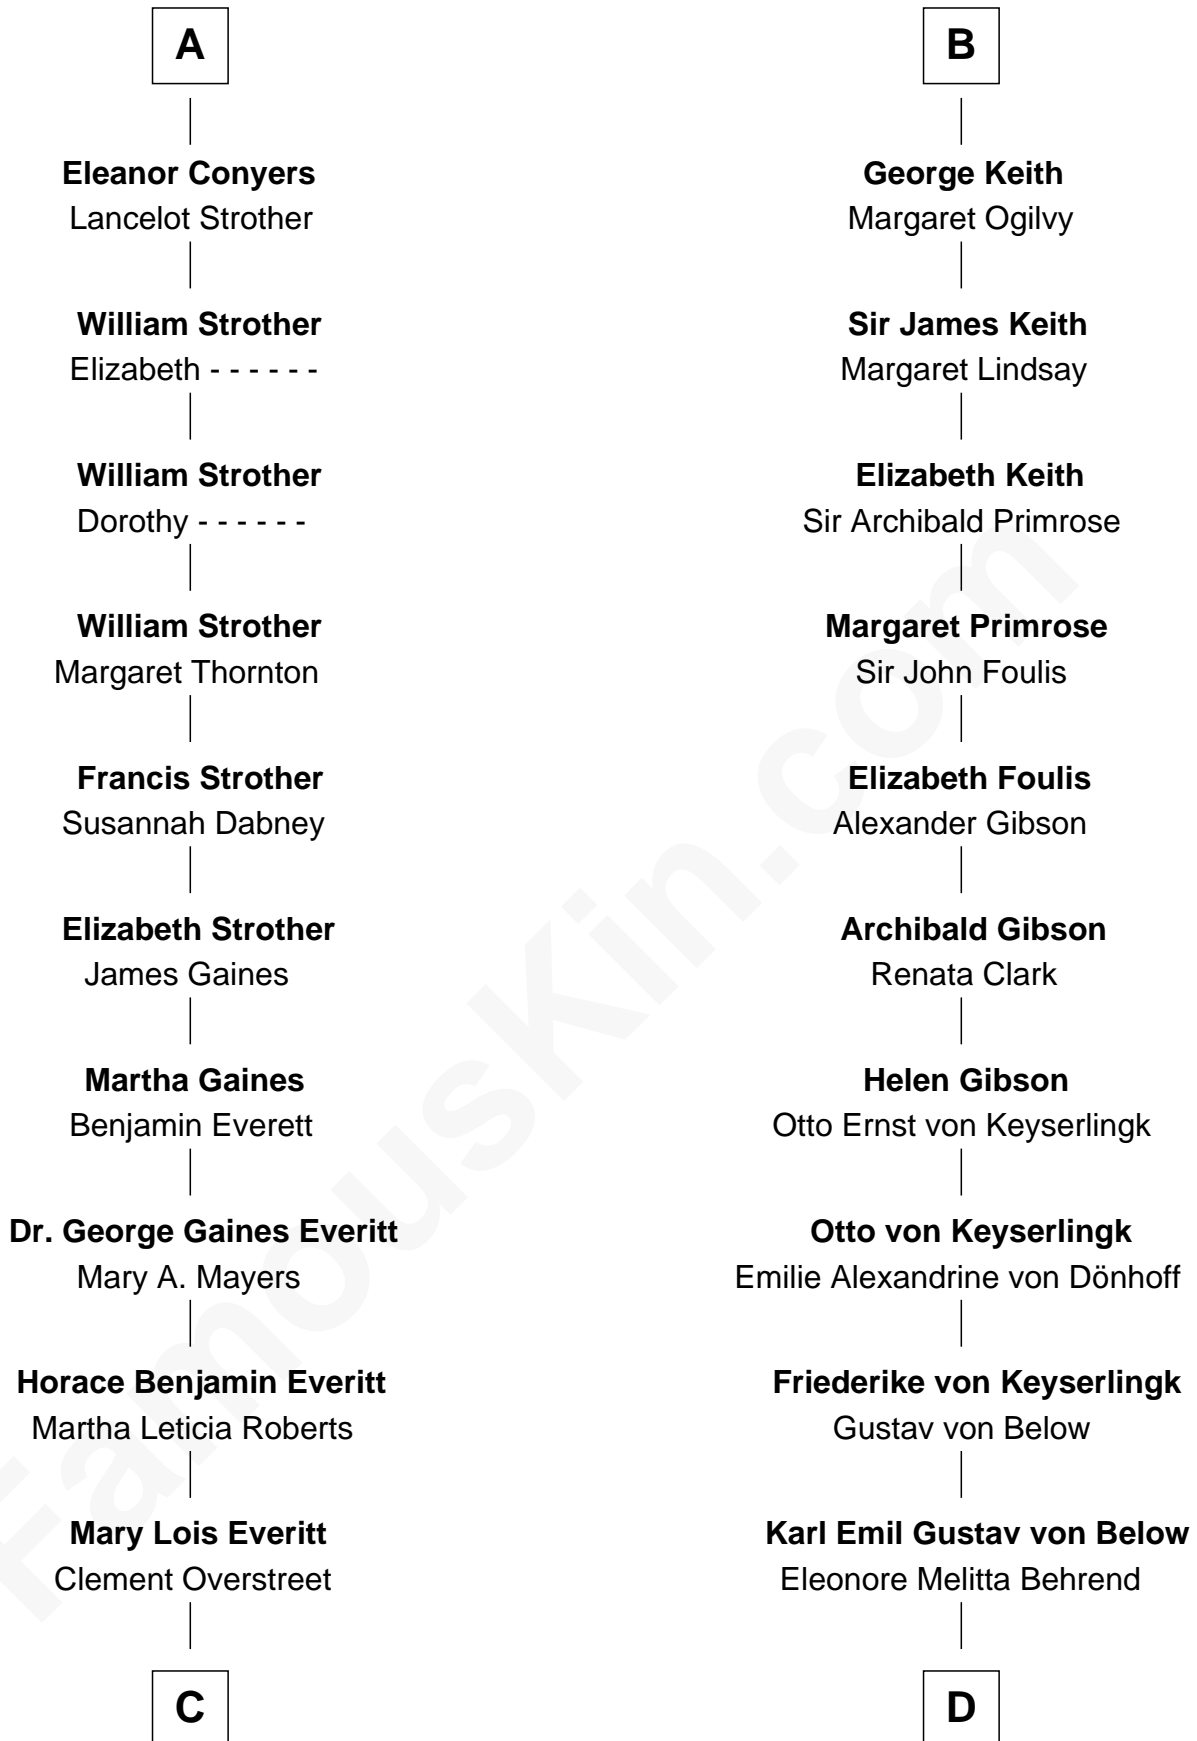 A
Eleanor Conyers
Lancelot Strother
William Strother
Elizabeth - - - - - -
William Strother
Dorothy - - - - - -
William Strother
Margaret Thornton
Francis Strother
Susannah Dabney
Elizabeth Strother
James Gaines
Martha Gaines
Benjamin Everett
Dr. George Gaines Everitt
Mary A. Mayers
Horace Benjamin Everitt
Martha Leticia Roberts
Mary Lois Everitt
Clement Overstreet
C
B
George Keith
Margaret Ogilvy
Sir James Keith
Margaret Lindsay
Elizabeth Keith
Sir Archibald Primrose
Margaret Primrose
Sir John Foulis
Elizabeth Foulis
Alexander Gibson
Archibald Gibson
Renata Clark
Helen Gibson
Otto Ernst von Keyserlingk
Otto von Keyserlingk
Emilie Alexandrine von Dönhoff
Friederike von Keyserlingk
Gustav von Below
Karl Emil Gustav von Below
Eleonore Melitta Behrend
D
FamousKin.com